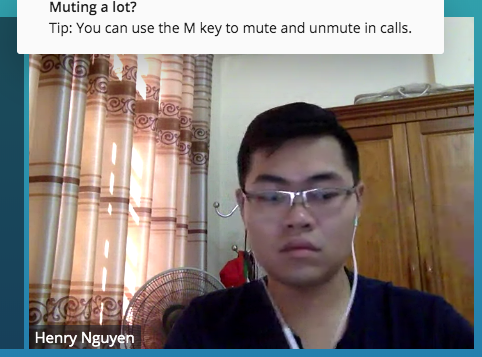 Muting a lot?
Tip: You can use the M key to mute and unmute in calls.
Henry Nguyen